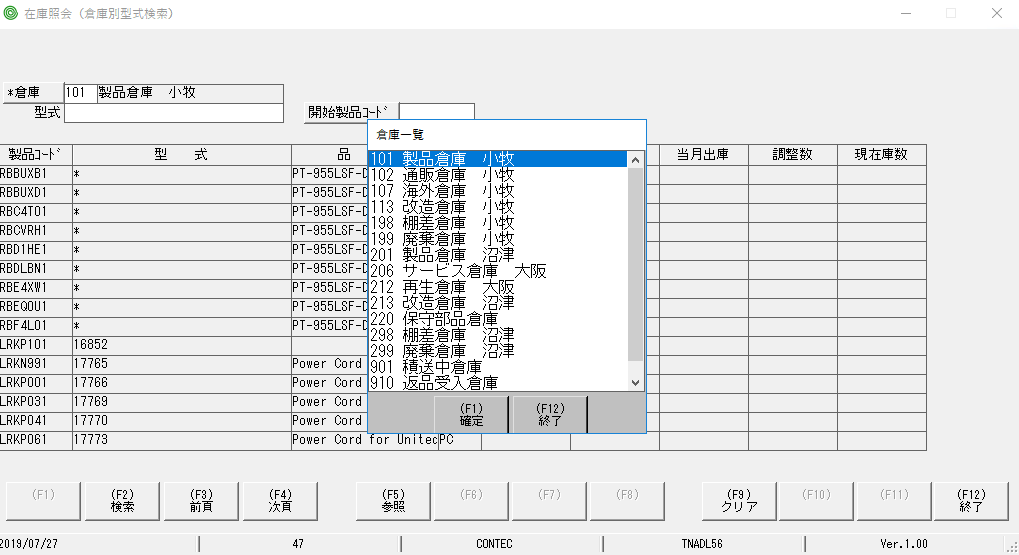 在庫照会（倉庫別型式検索）
*倉庫 101 製品倉庫 小牧
型式 開始製品ｺｰﾄﾞ
倉庫一覧
製品ｺｰﾄﾞ 型 式 品 当月出庫 調整数 現在庫数
RBBUXB1 * PT-955LSF-D
RBBUXD1 * PT-955LSF-D
RBC4T01 * PT-955LSF-D
RBCVRH1 * PT-955LSF-D
RBD1HE1 * PT-955LSF-D
RBDLBN1 * PT-955LSF-D
RBE4XW1 * PT-955LSF-D
RBEQ0U1 * PT-955LSF-D
RBF4L01 * PT-955LSF-D
LRKP101 16852
LRKN991 17765 Power Cord
LRKP001 17766 Power Cord
LRKP031 17769 Power Cord
LRKP041 17770 Power Cord
LRKP061 17773 Power Cord for United PC
101 製品倉庫 小牧
102 通販倉庫 小牧
107 海外倉庫 小牧
113 改造倉庫 小牧
198 棚差倉庫 小牧
199 廃棄倉庫 小牧
201 製品倉庫 沼津
206 サービス倉庫 大阪
212 再生倉庫 大阪
213 改造倉庫 沼津
220 保守部品倉庫
298 棚差倉庫 沼津
299 廃棄倉庫 沼津
901 積送中倉庫
910 返品受入倉庫
(F1) (F12)
確定 終了
(F1) (F2) (F3) (F4) (F5) (F6) (F7) (F8) (F9) (F10) (F11) (F12)
検索 前頁 次頁 参照 クリア 終了
2019/07/27 47 CONTEC TNADL56 Ver.1.00